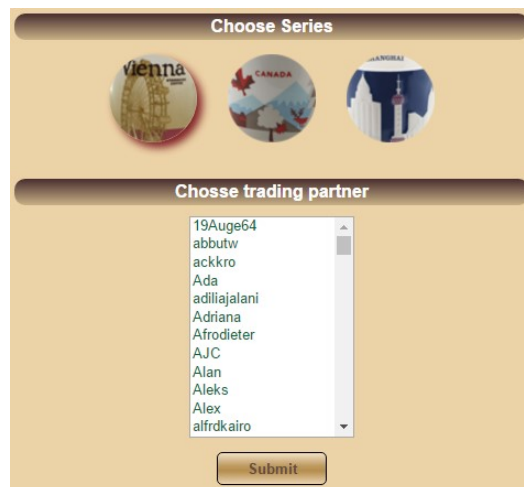 Choose Series
Vienna
CANADA
SHANGHAI
Chosse trading partner
19Auge64
abbutw
ackkro
Ada
adiliajalani
Adriana
Afrodieter
AJC
Alan
Aleks
Alex
alfrdkairo
Submit